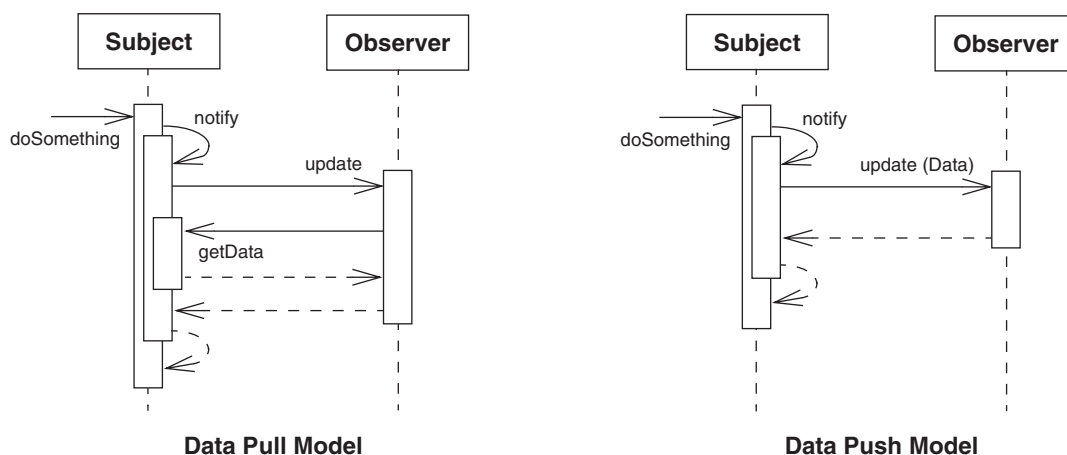 Subject
Observer
doSomething
notify
update
getData
Data Pull Model
Subject
Observer
doSomething
notify
update (Data)
Data Push Model